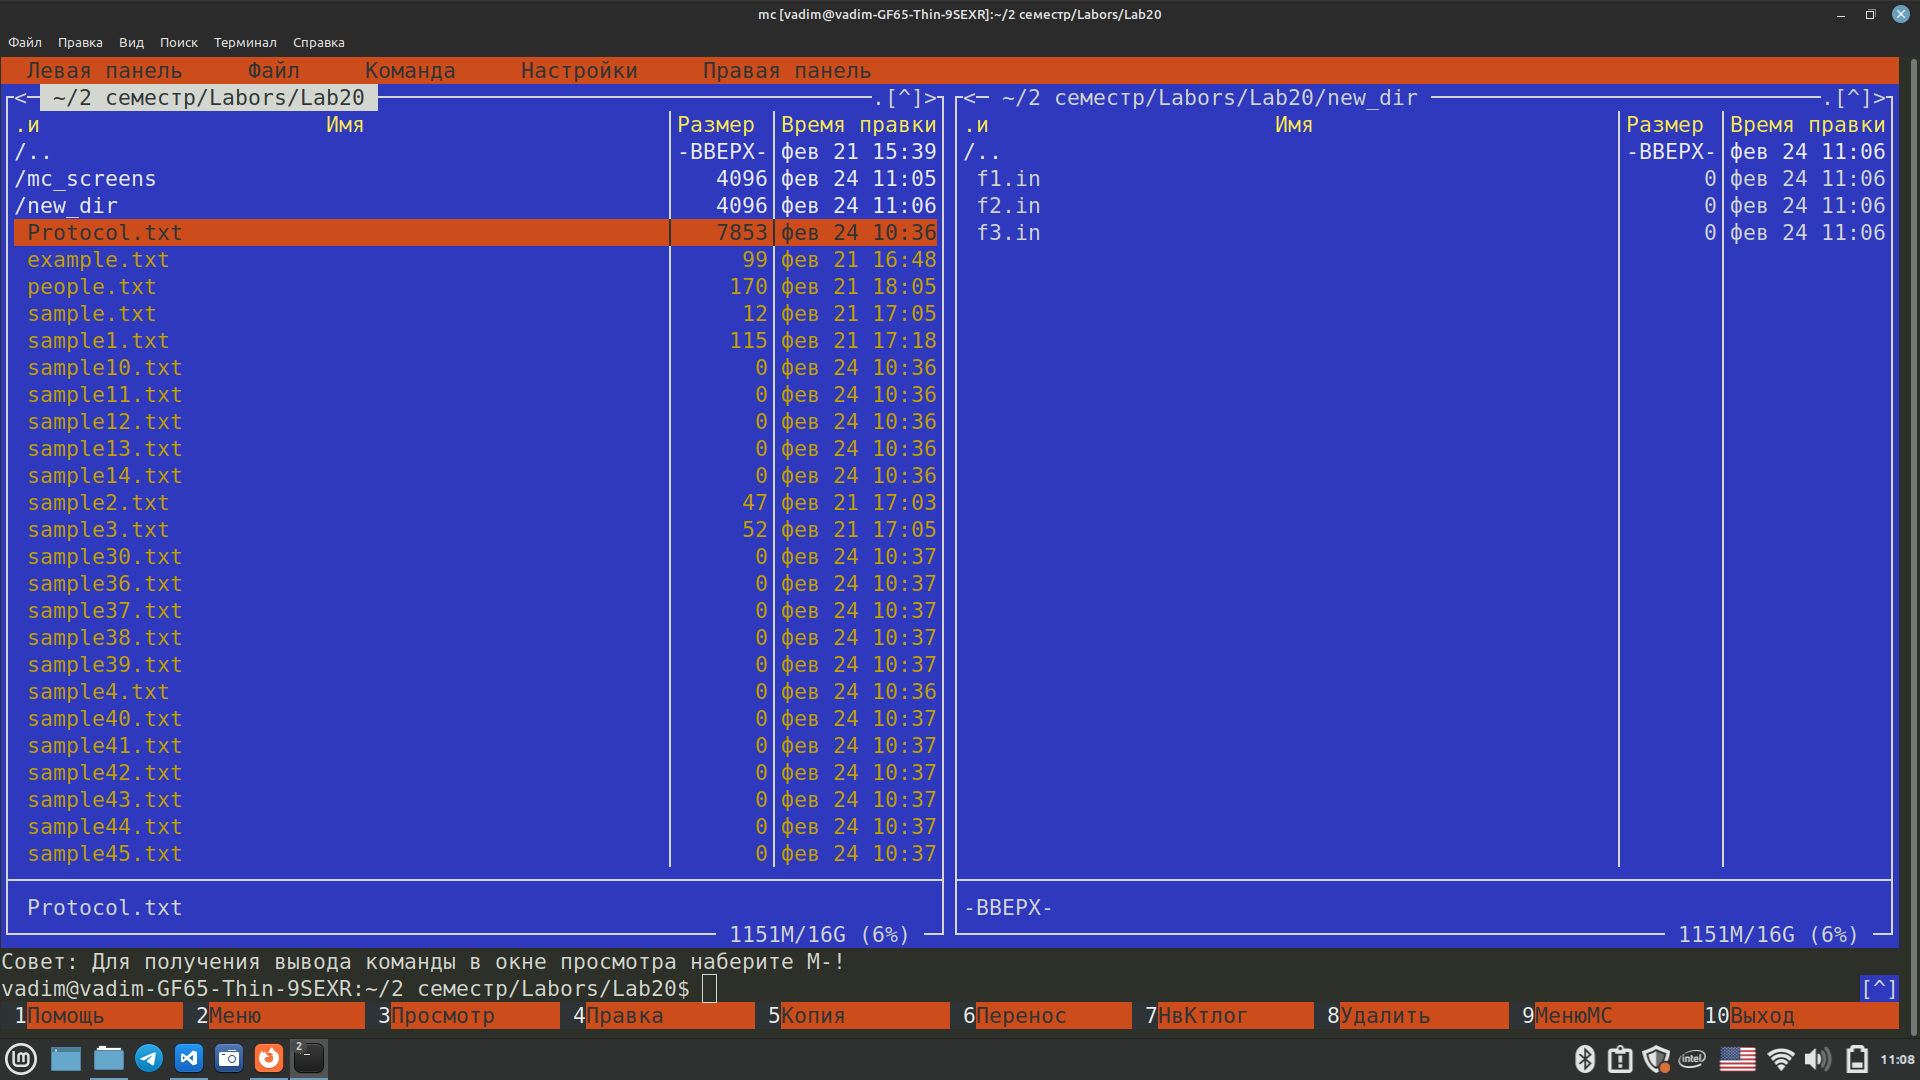 mc [vadim@vadim-GF65-Thin-9SEXR]:~/2 семестр/Labors/Lab20
Файл Правка Вид Поиск Терминал Справка
Левая панель Файл Команда Настройки Правая панель
<─ ~/2 семестр/Labors/Lab20 .[^]>
.и Имя Размер Время правки
/.. -ВВЕРХ- фев 21 15:39
/mc_screens 4096 фев 24 11:05
/new_dir 4096 фев 24 11:06
Protocol.txt 7853 фев 24 10:36
example.txt 99 фев 21 16:48
people.txt 170 фев 21 18:05
sample.txt 12 фев 21 17:05
sample1.txt 115 фев 21 17:18
sample10.txt 0 фев 24 10:36
sample11.txt 0 фев 24 10:36
sample12.txt 0 фев 24 10:36
sample13.txt 0 фев 24 10:36
sample14.txt 0 фев 24 10:36
sample2.txt 47 фев 21 17:03
sample3.txt 52 фев 21 17:05
sample30.txt 0 фев 24 10:37
sample36.txt 0 фев 24 10:37
sample37.txt 0 фев 24 10:37
sample38.txt 0 фев 24 10:37
sample39.txt 0 фев 24 10:37
sample4.txt 0 фев 24 10:36
sample40.txt 0 фев 24 10:37
sample41.txt 0 фев 24 10:37
sample42.txt 0 фев 24 10:37
sample43.txt 0 фев 24 10:37
sample44.txt 0 фев 24 10:37
sample45.txt 0 фев 24 10:37
Protocol.txt
1151M/16G (6%)
<─ ~/2 семестр/Labors/Lab20/new_dir .[^]>
.и Имя Размер Время правки
/.. -ВВЕРХ- фев 24 11:06
f1.in 0 фев 24 11:06
f2.in 0 фев 24 11:06
f3.in 0 фев 24 11:06
-ВВЕРХ-
1151M/16G (6%)
Совет: Для получения вывода команды в окне просмотра наберите M-!
vadim@vadim-GF65-Thin-9SEXR:~/2 семестр/Labors/Lab20$ [^]
1Помощь 2Меню 3Просмотр 4Правка 5Копия 6Перенос 7НвКтлог 8Удалить 9МенюМС 10Выход
2 intel 11:08